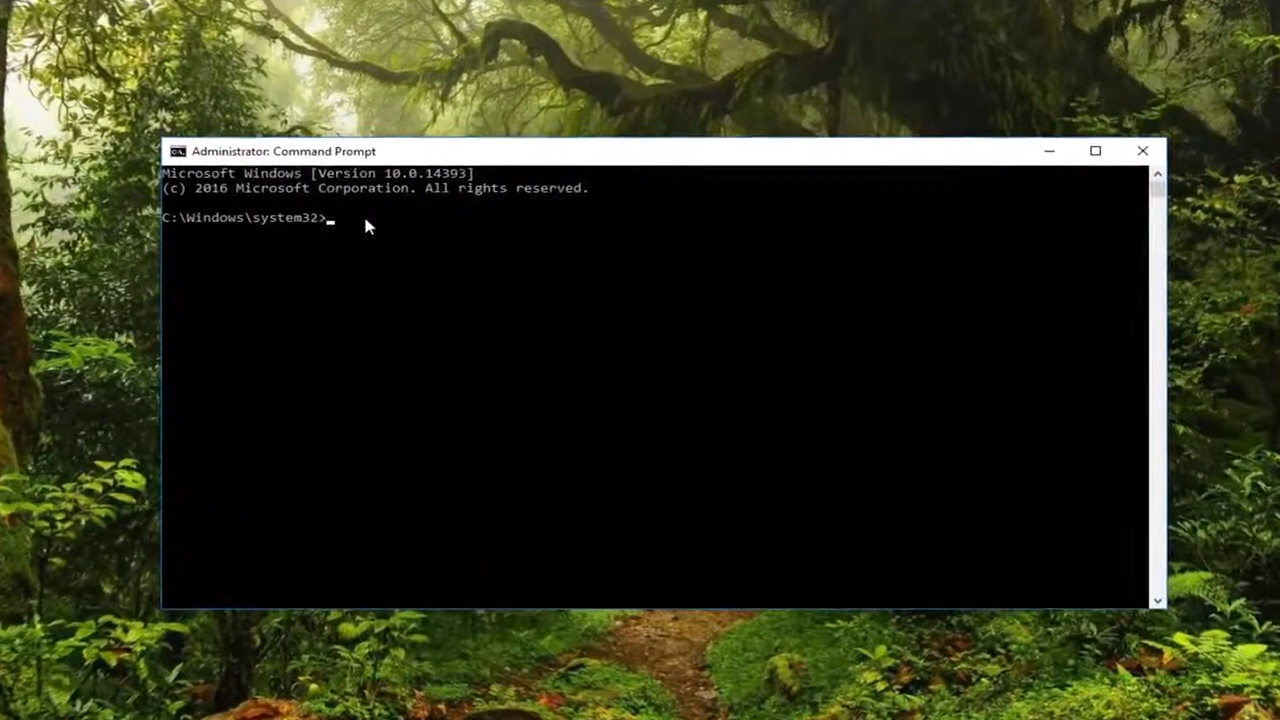 Administrator: Command Prompt
Microsoft Windows [Version 10.0.14393]
(c) 2016 Microsoft Corporation. All rights reserved.
C:\Windows\system32>